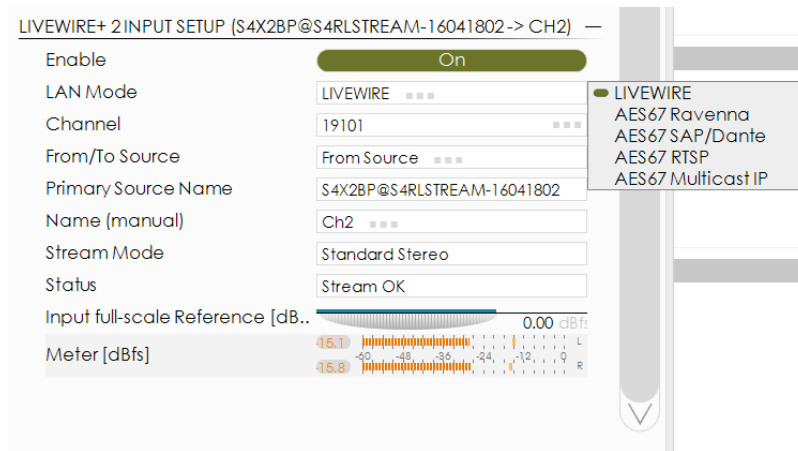 LIVEWIRE+ 2 INPUT SETUP (S4X2BP@S4RLSTREAM-16041802 -> CH2) —
Enable On
LAN Mode LIVEWIRE
Channel 19101
From/To Source From Source
Primary Source Name S4X2BP@S4RLSTREAM-16041802
Name (manual) Ch2
Stream Mode Standard Stereo
Status Stream OK
Input full-scale Reference [dB.. 0.00 dBfs
Meter [dBfs]
-15.1 L
-60 -48 -36 -24 -12 0
-15.8 R
LIVEWIRE
AES67 Ravenna
AES67 SAP/Dante
AES67 RTSP
AES67 Multicast IP